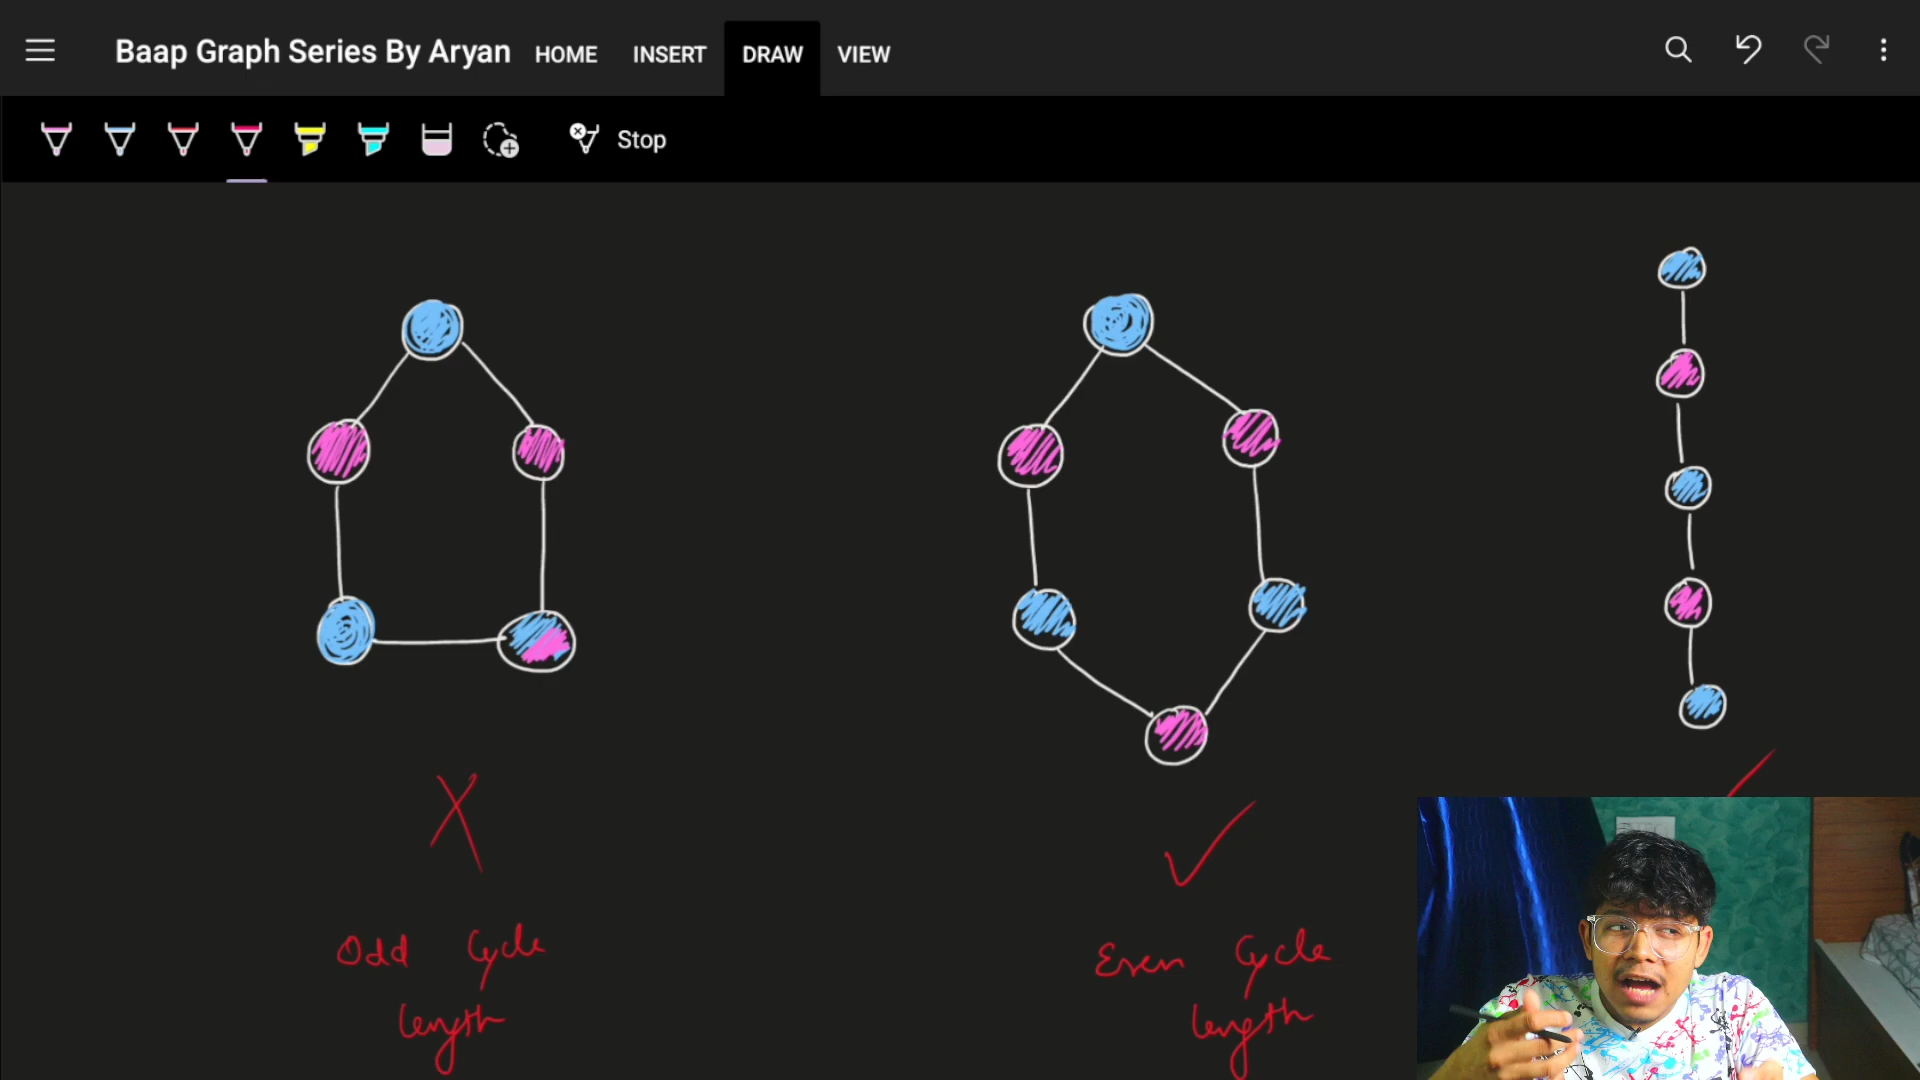 Baap Graph Series By Aryan HOME INSERT DRAW VIEW
Stop
Odd Cycle
length
Even Cycle
length